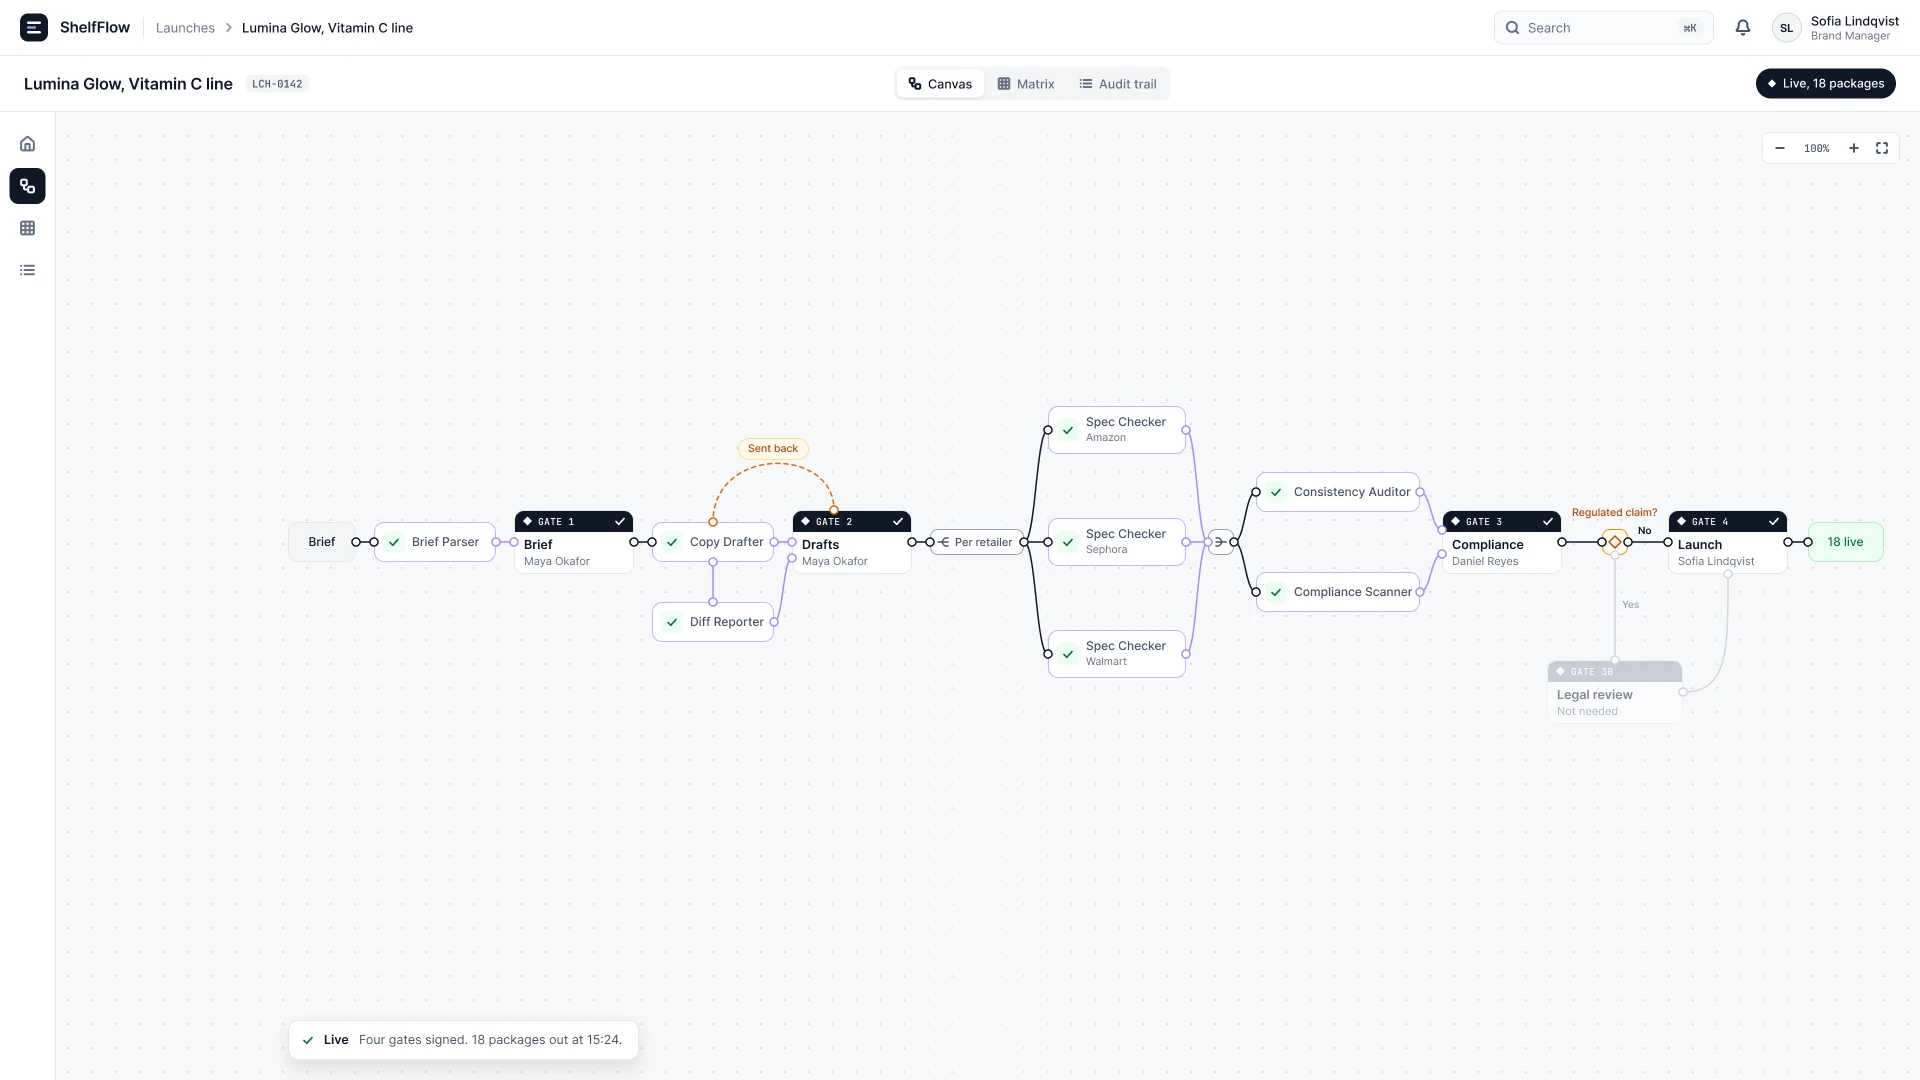 ShelfFlow
Launches
Lumina Glow, Vitamin C line
Search
⌘K
SL
Sofia Lindqvist
Brand Manager
Lumina Glow, Vitamin C line
LCH-0142
Canvas
Matrix
Audit trail
Live, 18 packages
100%
Brief
Brief Parser
GATE 1
Brief
Maya Okafor
Sent back
Copy Drafter
Diff Reporter
GATE 2
Drafts
Maya Okafor
Per retailer
Spec Checker
Amazon
Spec Checker
Sephora
Spec Checker
Walmart
Consistency Auditor
Compliance Scanner
GATE 3
Compliance
Daniel Reyes
Regulated claim?
No
Yes
GATE 3B
Legal review
Not needed
GATE 4
Launch
Sofia Lindqvist
18 live
Live Four gates signed. 18 packages out at 15:24.